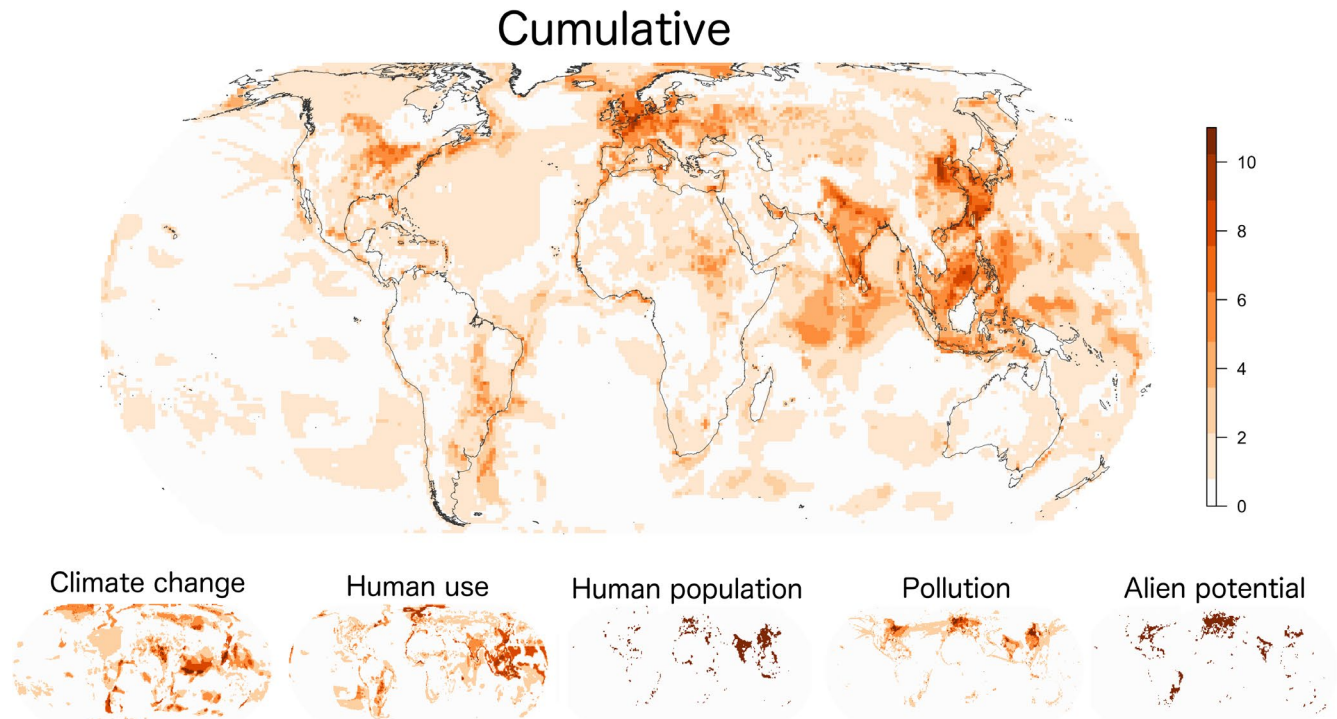 Cumulative
10
8
6
4
2
0
Climate change
Human use
Human population
Pollution
Alien potential